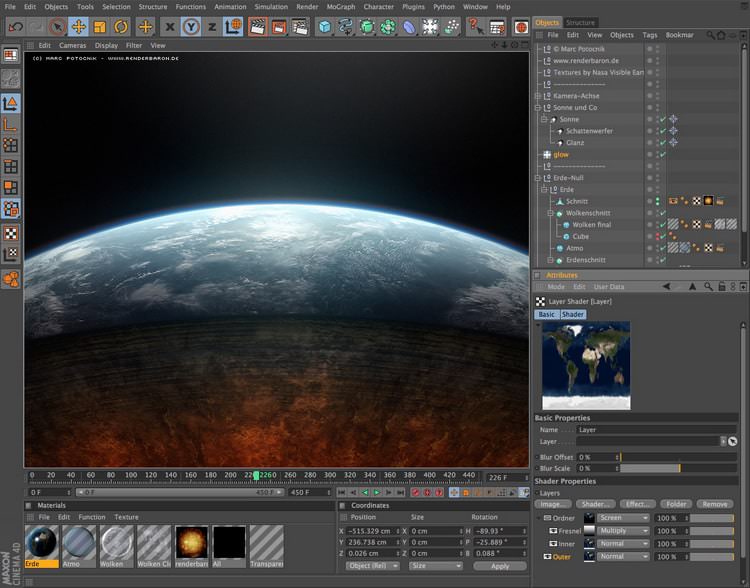 File Edit Objects Tools Selection Structure Functions Animation Simulation Render MoGraph Character Plugins Python Window Help
Edit Cameras Display Filter View
(C) MARC POTOCNIK - WWW.RENDERBARON.DE
Objects Structure
File Edit View Objects Tags Bookmar
© Marc Potocnik
www.renderbaron.de
Textures by Nasa Visible Eart
--------------
Kamera-Achse
Sonne und Co
Sonne
Schattenwerfer
Glanz
glow
--------------
Erde-Null
Erde
Schnitt
Wolkenschnitt
Wolken final
Cube
Atmo
Erdenschnitt
Attributes
Mode Edit User Data
Layer Shader [Layer]
Basic Shader
Basic Properties
Name Layer
Layer
Blur Offset 0 %
Blur Scale 0 %
Shader Properties
Layers
Image... Shader... Effect... Folder Remove
Ordner Screen 100 %
Fresnel Multiply 100 %
Inner Normal 100 %
Outer Normal 100 %
0 20 40 60 80 100 120 140 160 180 200 226 260 280 300 320 340 360 380 400 420 440 226 F
0 F 0 F 450 F 450 F
Materials
File Edit Function Texture
Erde Atmo Wolken Wolken Cl renderbar All Transparen
Coordinates
Position Size Rotation
X -515.329 cm X 0 cm H -89.93 °
Y 236.738 cm Y 0 cm P -25.889 °
Z 0.026 cm Z 0 cm B 0.088 °
Object (Rel) Size Apply
MAXON
CINEMA 4D